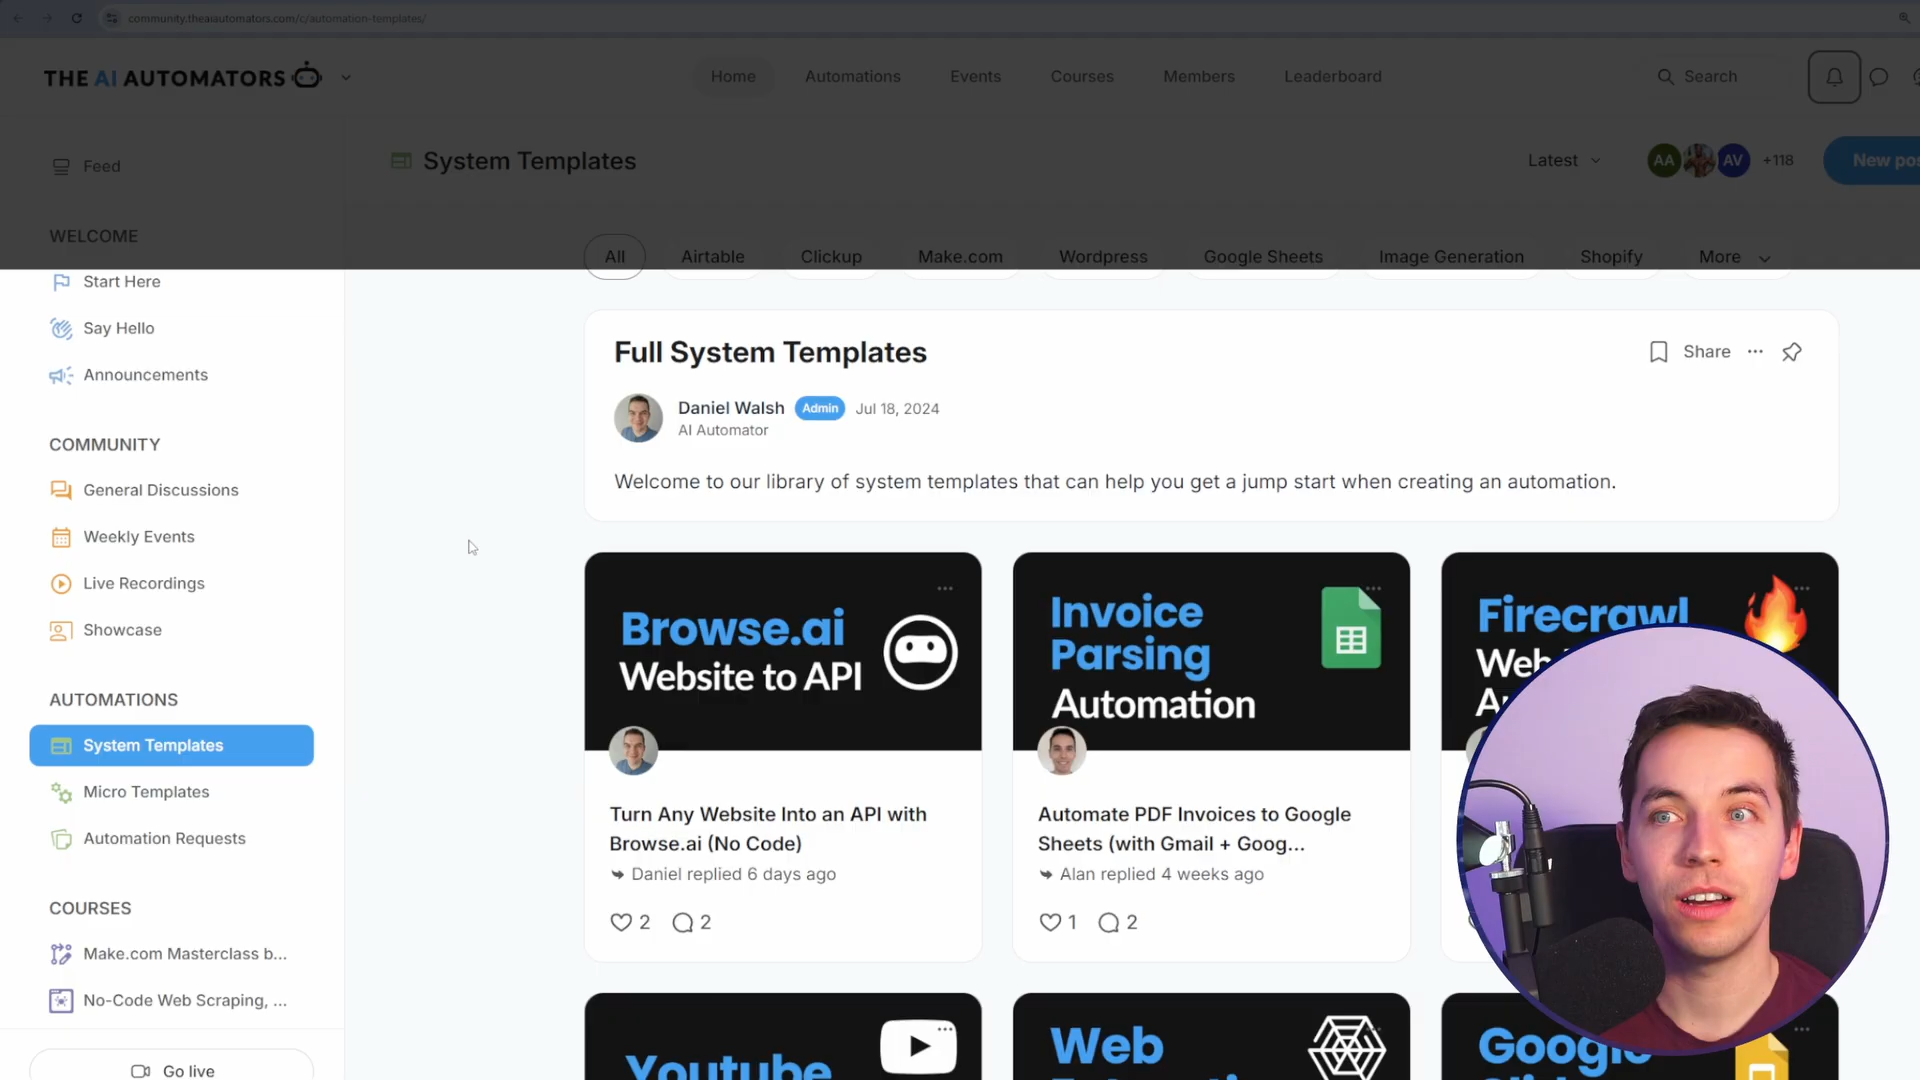 community.theaiautomators.com/c/automation-templates/
THE AI AUTOMATORS
Home
Automations
Events
Courses
Members
Leaderboard
Search
Feed
System Templates
Latest
AA
AV
+118
New pos
WELCOME
All
Airtable
Clickup
Make.com
Wordpress
Google Sheets
Image Generation
Shopify
More
Start Here
Say Hello
Announcements
COMMUNITY
General Discussions
Weekly Events
Live Recordings
Showcase
AUTOMATIONS
System Templates
Micro Templates
Automation Requests
COURSES
Make.com Masterclass b...
No-Code Web Scraping, ...
Go live
Full System Templates
Share
Daniel Walsh Admin Jul 18, 2024
AI Automator
Welcome to our library of system templates that can help you get a jump start when creating an automation.
Browse.ai
Website to API
Turn Any Website Into an API with
Browse.ai (No Code)
Daniel replied 6 days ago
2 2
Invoice
Parsing
Automation
Automate PDF Invoices to Google
Sheets (with Gmail + Goog...
Alan replied 4 weeks ago
1 2
Firecrawl
Youtube
Web
Google